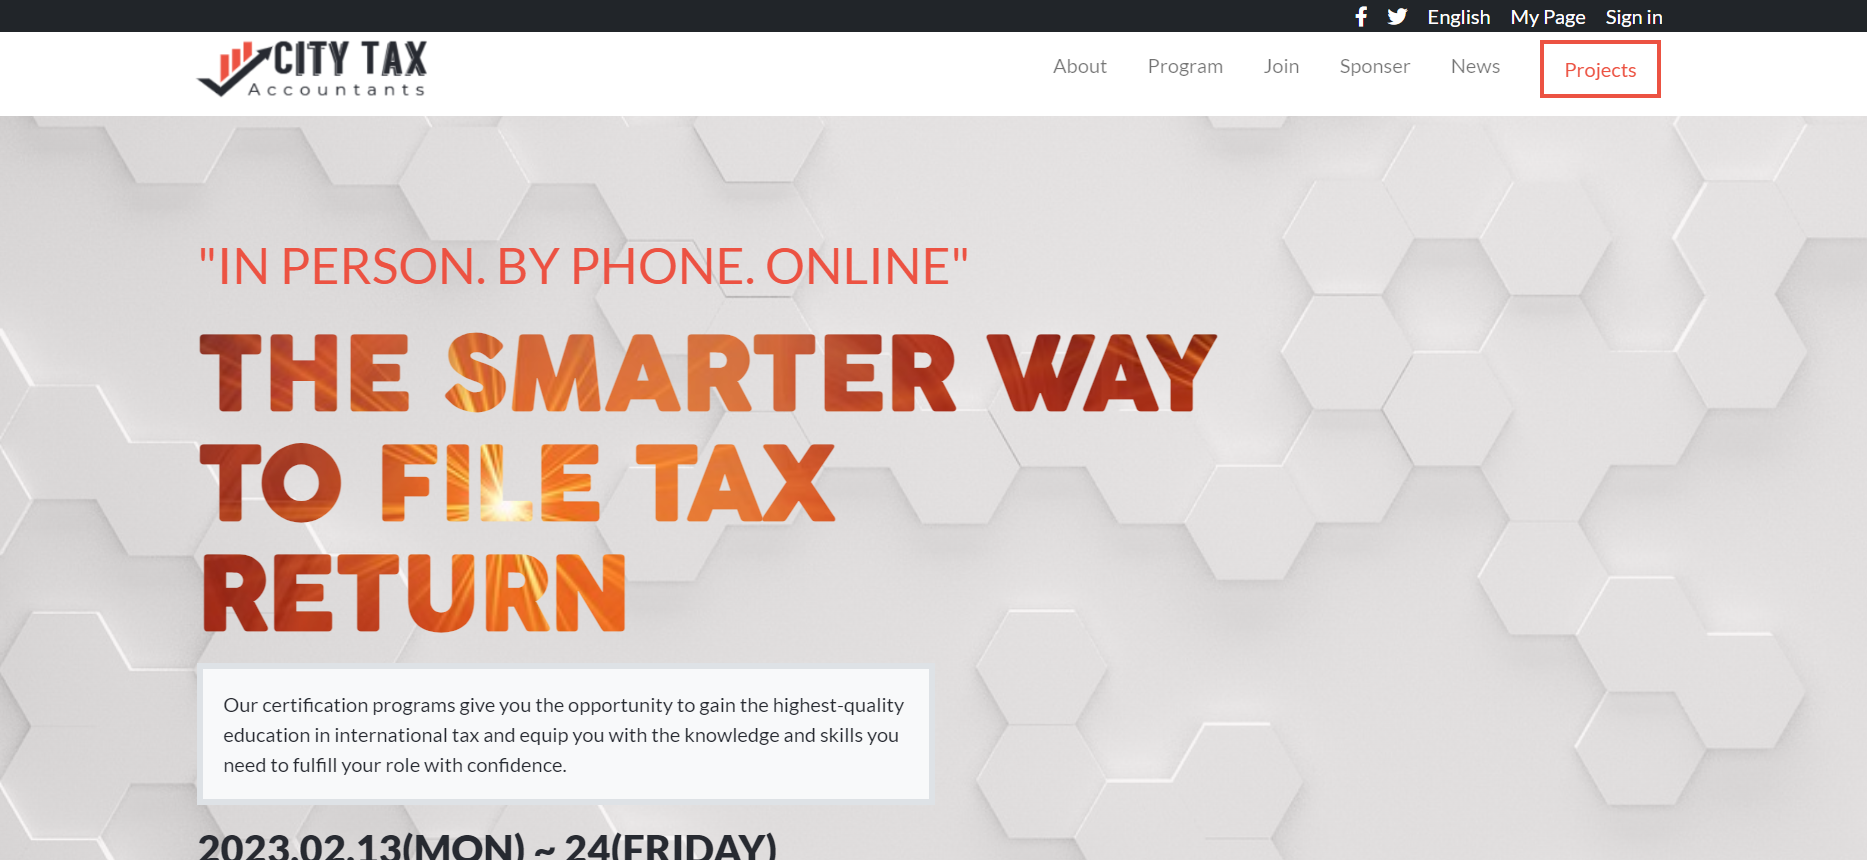 English My Page Sign in
CITY TAX
Accountants
About Program Join Sponser News Projects
"IN PERSON. BY PHONE. ONLINE"
THE SMARTER WAY
TO FILE TAX
RETURN
Our certification programs give you the opportunity to gain the highest-quality
education in international tax and equip you with the knowledge and skills you
need to fulfill your role with confidence.
2023.02.13(MON) ~ 24(FRIDAY)